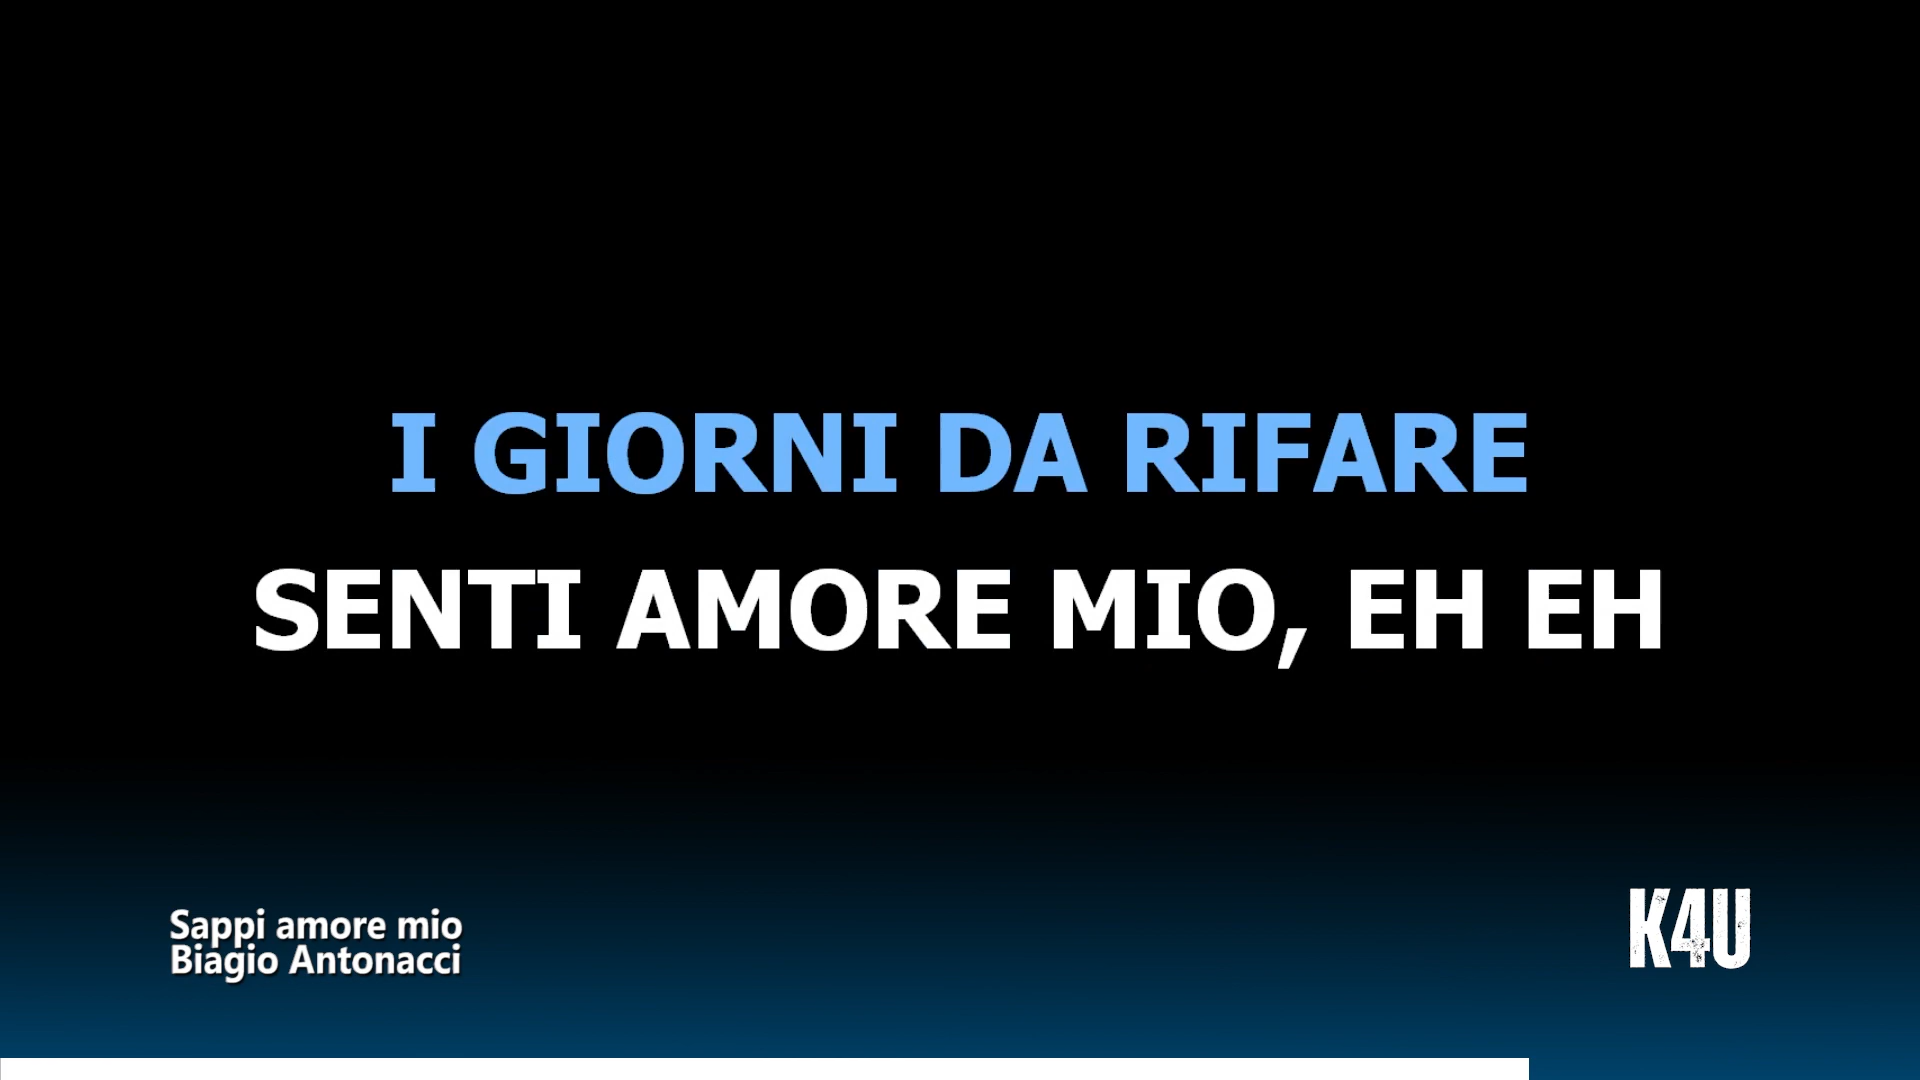 I GIORNI DA RIFARE
SENTI AMORE MIO, EH EH
Sappi amore mio
Biagio Antonacci
K4U